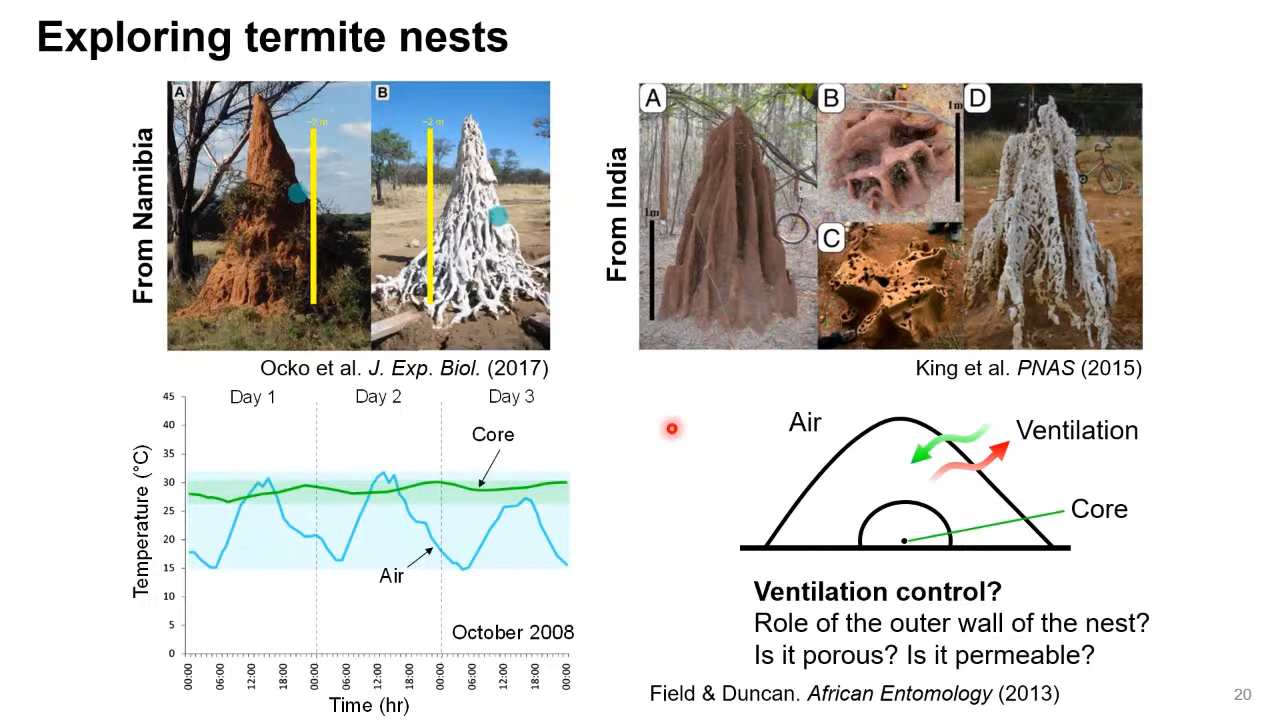 Exploring termite nests
From Namibia
A
~2 m
B
~2 m
Ocko et al. J. Exp. Biol. (2017)
From India
A
1m
B
1m
C
D
King et al. PNAS (2015)
Temperature (°C)
45
40
35
30
25
20
15
10
5
0
Day 1
Day 2
Day 3
Core
Air
October 2008
00:00
06:00
12:00
18:00
00:00
06:00
12:00
18:00
00:00
06:00
12:00
18:00
00:00
Time (hr)
Air
Ventilation
Core
Ventilation control?
Role of the outer wall of the nest?
Is it porous? Is it permeable?
Field & Duncan. African Entomology (2013)
20